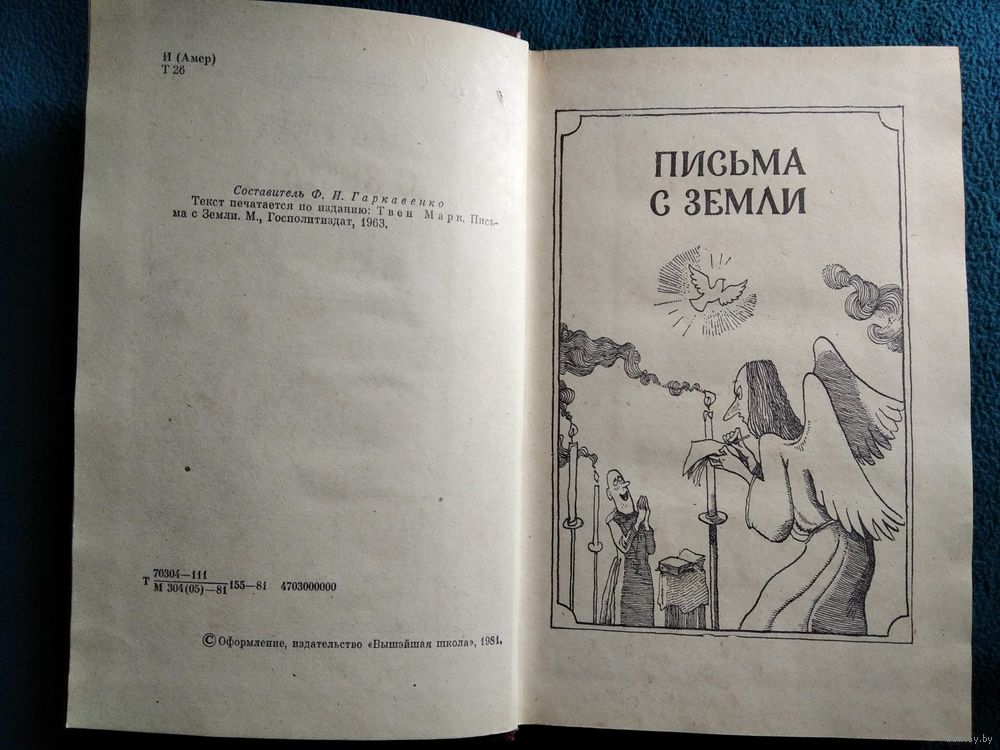 И (Амер)
Т 26
Составитель Ф. И. Гаркавенко
Текст печатается по изданию: Твен Марк. Пись-
ма с Земли. М., Госполитиздат, 1963.
70304—111
Т М 304(05)—81 155—81 4703000000
© Оформление, издательство «Вышэйшая школа», 1981.
ПИСЬМА
С ЗЕМЛИ